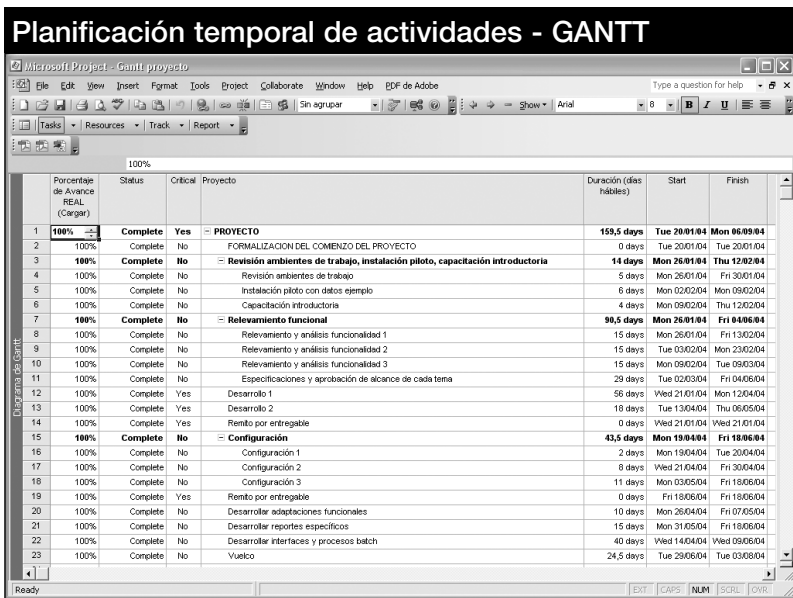 Planificación temporal de actividades - GANTT
Microsoft Project - Gantt proyecto
File Edit View Insert Format Tools Project Collaborate Window Help PDF de Adobe Type a question for help
Sin agrupar Show Arial 8 B I U
Tasks Resources Track Report
100%
Porcentaje de Avance REAL (Cargar) Status Critical Proyecto Duración (días hábiles) Start Finish
1 100% Complete Yes PROYECTO 159,5 days Tue 20/01/04 Mon 06/09/04
2 100% Complete No FORMALIZACION DEL COMIENZO DEL PROYECTO 0 days Tue 20/01/04 Tue 20/01/04
3 100% Complete No Revisión ambientes de trabajo, instalación piloto, capacitación introductoria 14 days Mon 26/01/04 Thu 12/02/04
4 100% Complete No Revisión ambientes de trabajo 5 days Mon 26/01/04 Fri 30/01/04
5 100% Complete No Instalación piloto con datos ejemplo 6 days Mon 02/02/04 Mon 09/02/04
6 100% Complete No Capacitación introductoria 4 days Mon 09/02/04 Thu 12/02/04
7 100% Complete No Relevamiento funcional 90,5 days Mon 26/01/04 Fri 04/06/04
8 100% Complete No Relevamiento y análisis funcionalidad 1 15 days Mon 26/01/04 Fri 13/02/04
9 100% Complete No Relevamiento y análisis funcionalidad 2 15 days Tue 03/02/04 Mon 23/02/04
10 100% Complete No Relevamiento y análisis funcionalidad 3 15 days Mon 09/02/04 Tue 09/03/04
11 100% Complete No Especificaciones y aprobación de alcance de cada tema 29 days Tue 02/03/04 Fri 04/06/04
12 100% Complete Yes Desarrollo 1 56 days Wed 21/01/04 Mon 12/04/04
13 100% Complete Yes Desarrollo 2 18 days Tue 13/04/04 Thu 06/05/04
14 100% Complete Yes Remito por entregable 0 days Wed 21/01/04 Wed 21/01/04
15 100% Complete No Configuración 43,5 days Mon 19/04/04 Fri 18/06/04
16 100% Complete No Configuración 1 2 days Mon 19/04/04 Tue 20/04/04
17 100% Complete No Configuración 2 8 days Wed 21/04/04 Fri 30/04/04
18 100% Complete No Configuración 3 11 days Mon 03/05/04 Fri 18/06/04
19 100% Complete Yes Remito por entregable 0 days Fri 18/06/04 Fri 18/06/04
20 100% Complete No Desarrollar adaptaciones funcionales 10 days Mon 26/04/04 Fri 07/05/04
21 100% Complete No Desarrollar reportes específicos 15 days Mon 31/05/04 Fri 18/06/04
22 100% Complete No Desarrollar interfaces y procesos batch 40 days Wed 14/04/04 Wed 09/06/04
23 100% Complete No Vuelco 24,5 days Tue 29/06/04 Tue 03/08/04
Diagrama de Gantt
Ready EXT CAPS NUM SCRL OVR